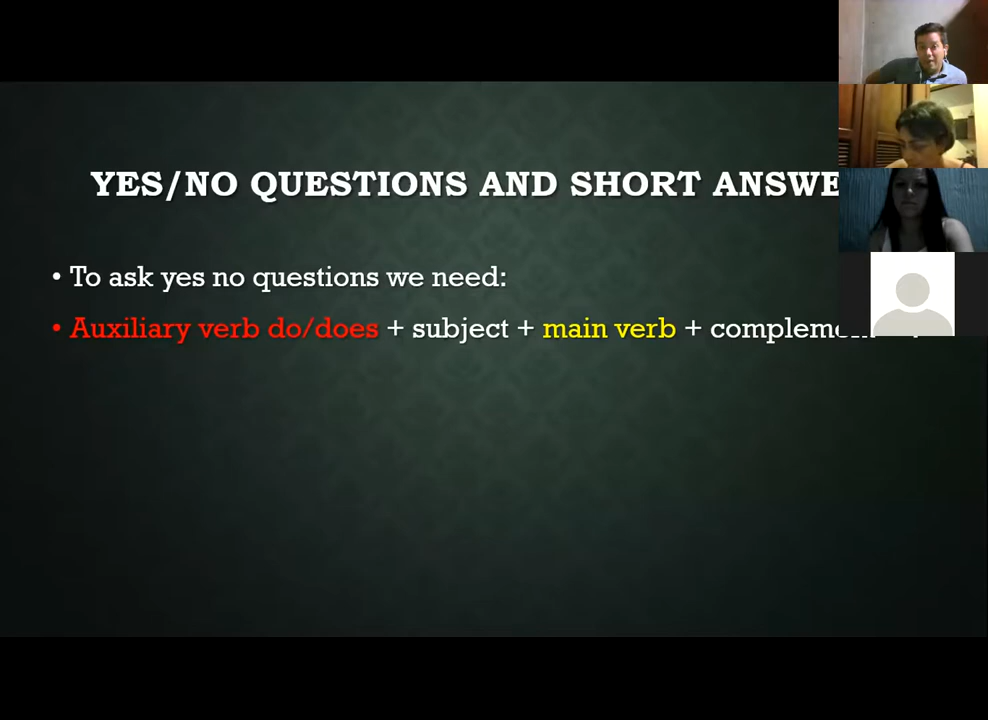 YES/NO QUESTIONS AND SHORT
• To ask yes no questions we need:
• Auxiliary verb do/does + subject + main verb + complement